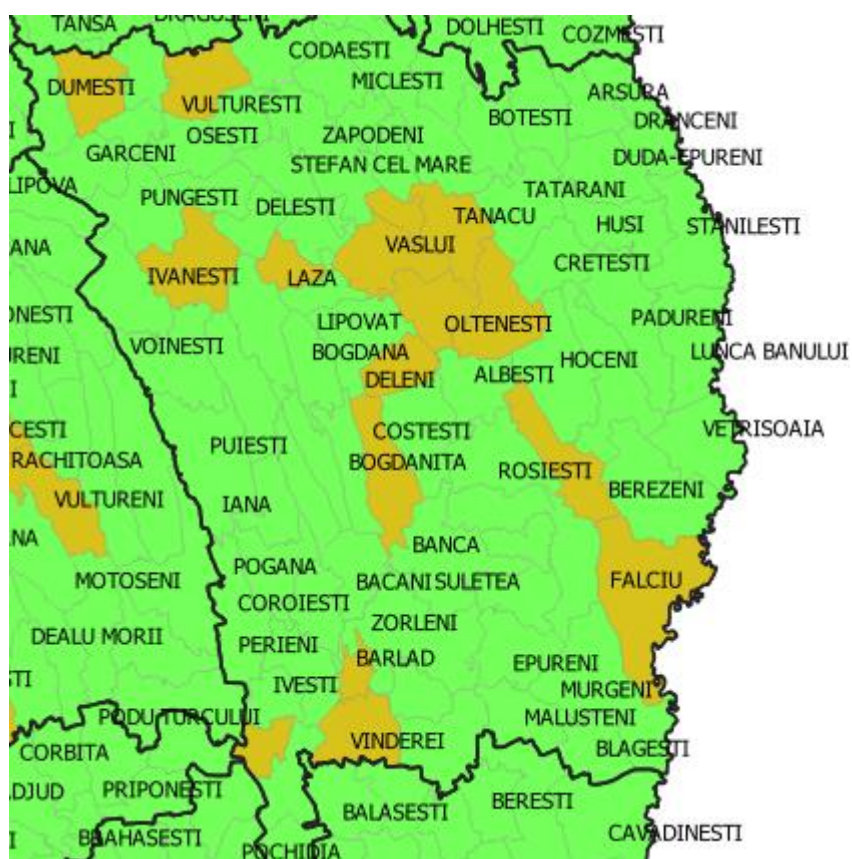 TANSA
DOLHESTI
COZMESTI
CODAESTI
MICLESTI
DUMESTI
VULTURESTI
ARSURA
BOTESTI
DRANCENI
OSESTI
ZAPODENI
GARCENI
DUDA-EPURENI
STEFAN CEL MARE
LIPOVA
TATARANI
PUNGESTI
DELESTI
TANACU
HUSI
STANILESTI
VASLUI
CRETESTI
IVANESTI
LAZA
PADURENI
LIPOVAT
OLTENESTI
VOINESTI
BOGDANA
HOCENI
LUNCA BANULUI
DELENI
ALBESTI
COSTESTI
VETRISOAIA
PUIESTI
RACHITOASA
BOGDANITA
ROSIESTI
BEREZENI
VULTURENI
IANA
BANCA
POGANA
MOTOSENI
BACANI
SULETEA
FALCIU
COROIESTI
ZORLENI
DEALU MORII
PERIENI
BARLAD
EPURENI
IVESTI
MURGENI
PODU TURCULUI
MALUSTENI
VINDEREI
BLAGESTI
CORBITA
PRIPONESTI
BERESTI
BALASESTI
BRAHASESTI
CAVADINESTI
POCHIDIA